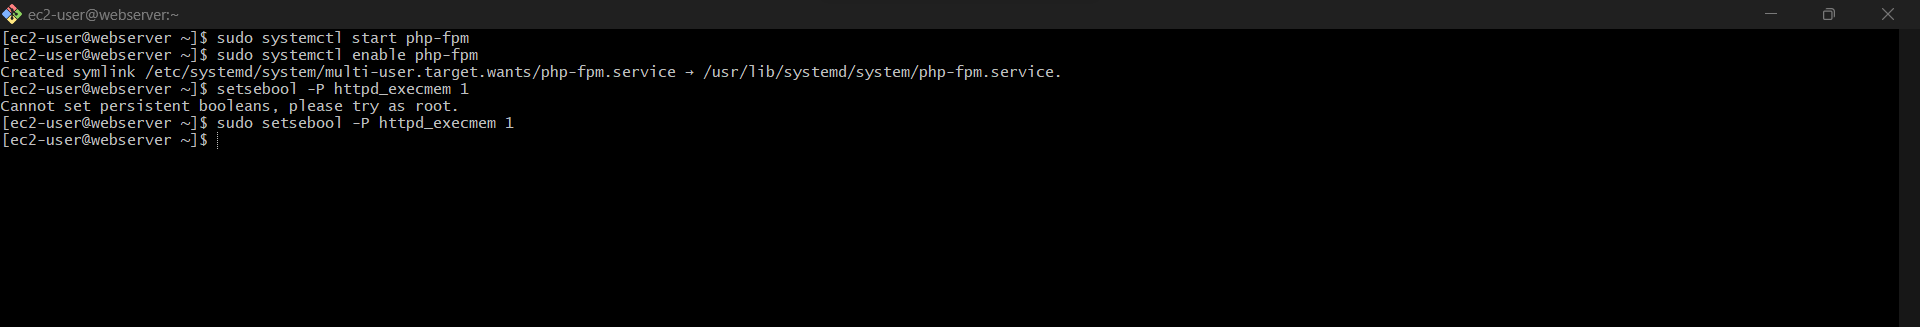 ec2-user@webserver:~
[ec2-user@webserver ~]$ sudo systemctl start php-fpm
[ec2-user@webserver ~]$ sudo systemctl enable php-fpm
Created symlink /etc/systemd/system/multi-user.target.wants/php-fpm.service → /usr/lib/systemd/system/php-fpm.service.
[ec2-user@webserver ~]$ setsebool -P httpd_execmem 1
Cannot set persistent booleans, please try as root.
[ec2-user@webserver ~]$ sudo setsebool -P httpd_execmem 1
[ec2-user@webserver ~]$